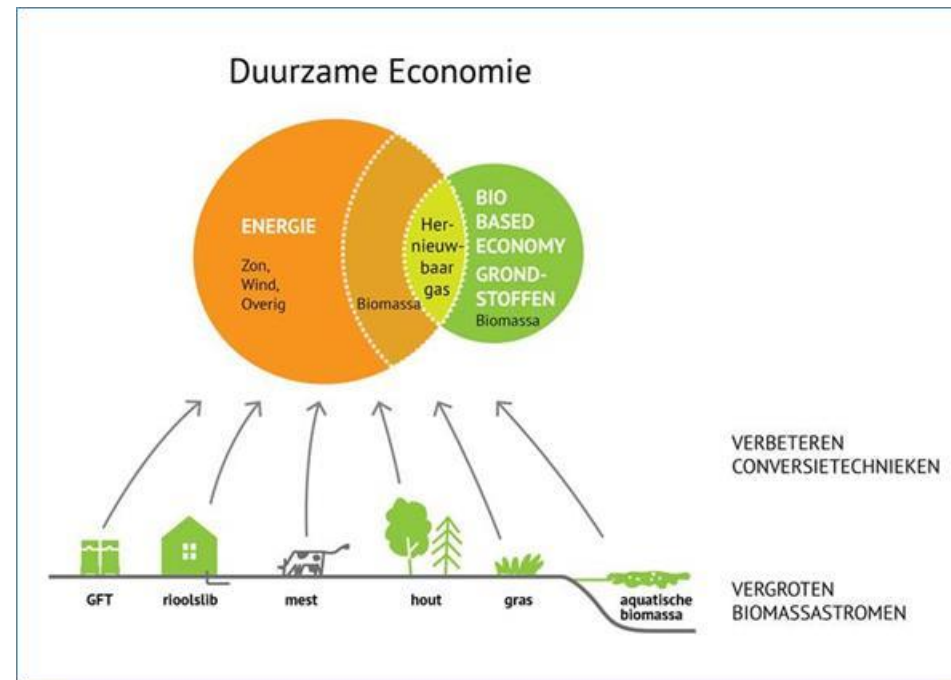 Duurzame Economie
ENERGIE
Zon,
Wind,
Overig
Biomassa
Her-
nieuw-
baar
gas
BIO
BASED
ECONOMY
GROND-
STOFFEN
Biomassa
VERBETEREN
CONVERSIETECHNIEKEN
GFT
rioolslib
mest
hout
gras
aquatische
biomassa
VERGROTEN
BIOMASSASTROMEN